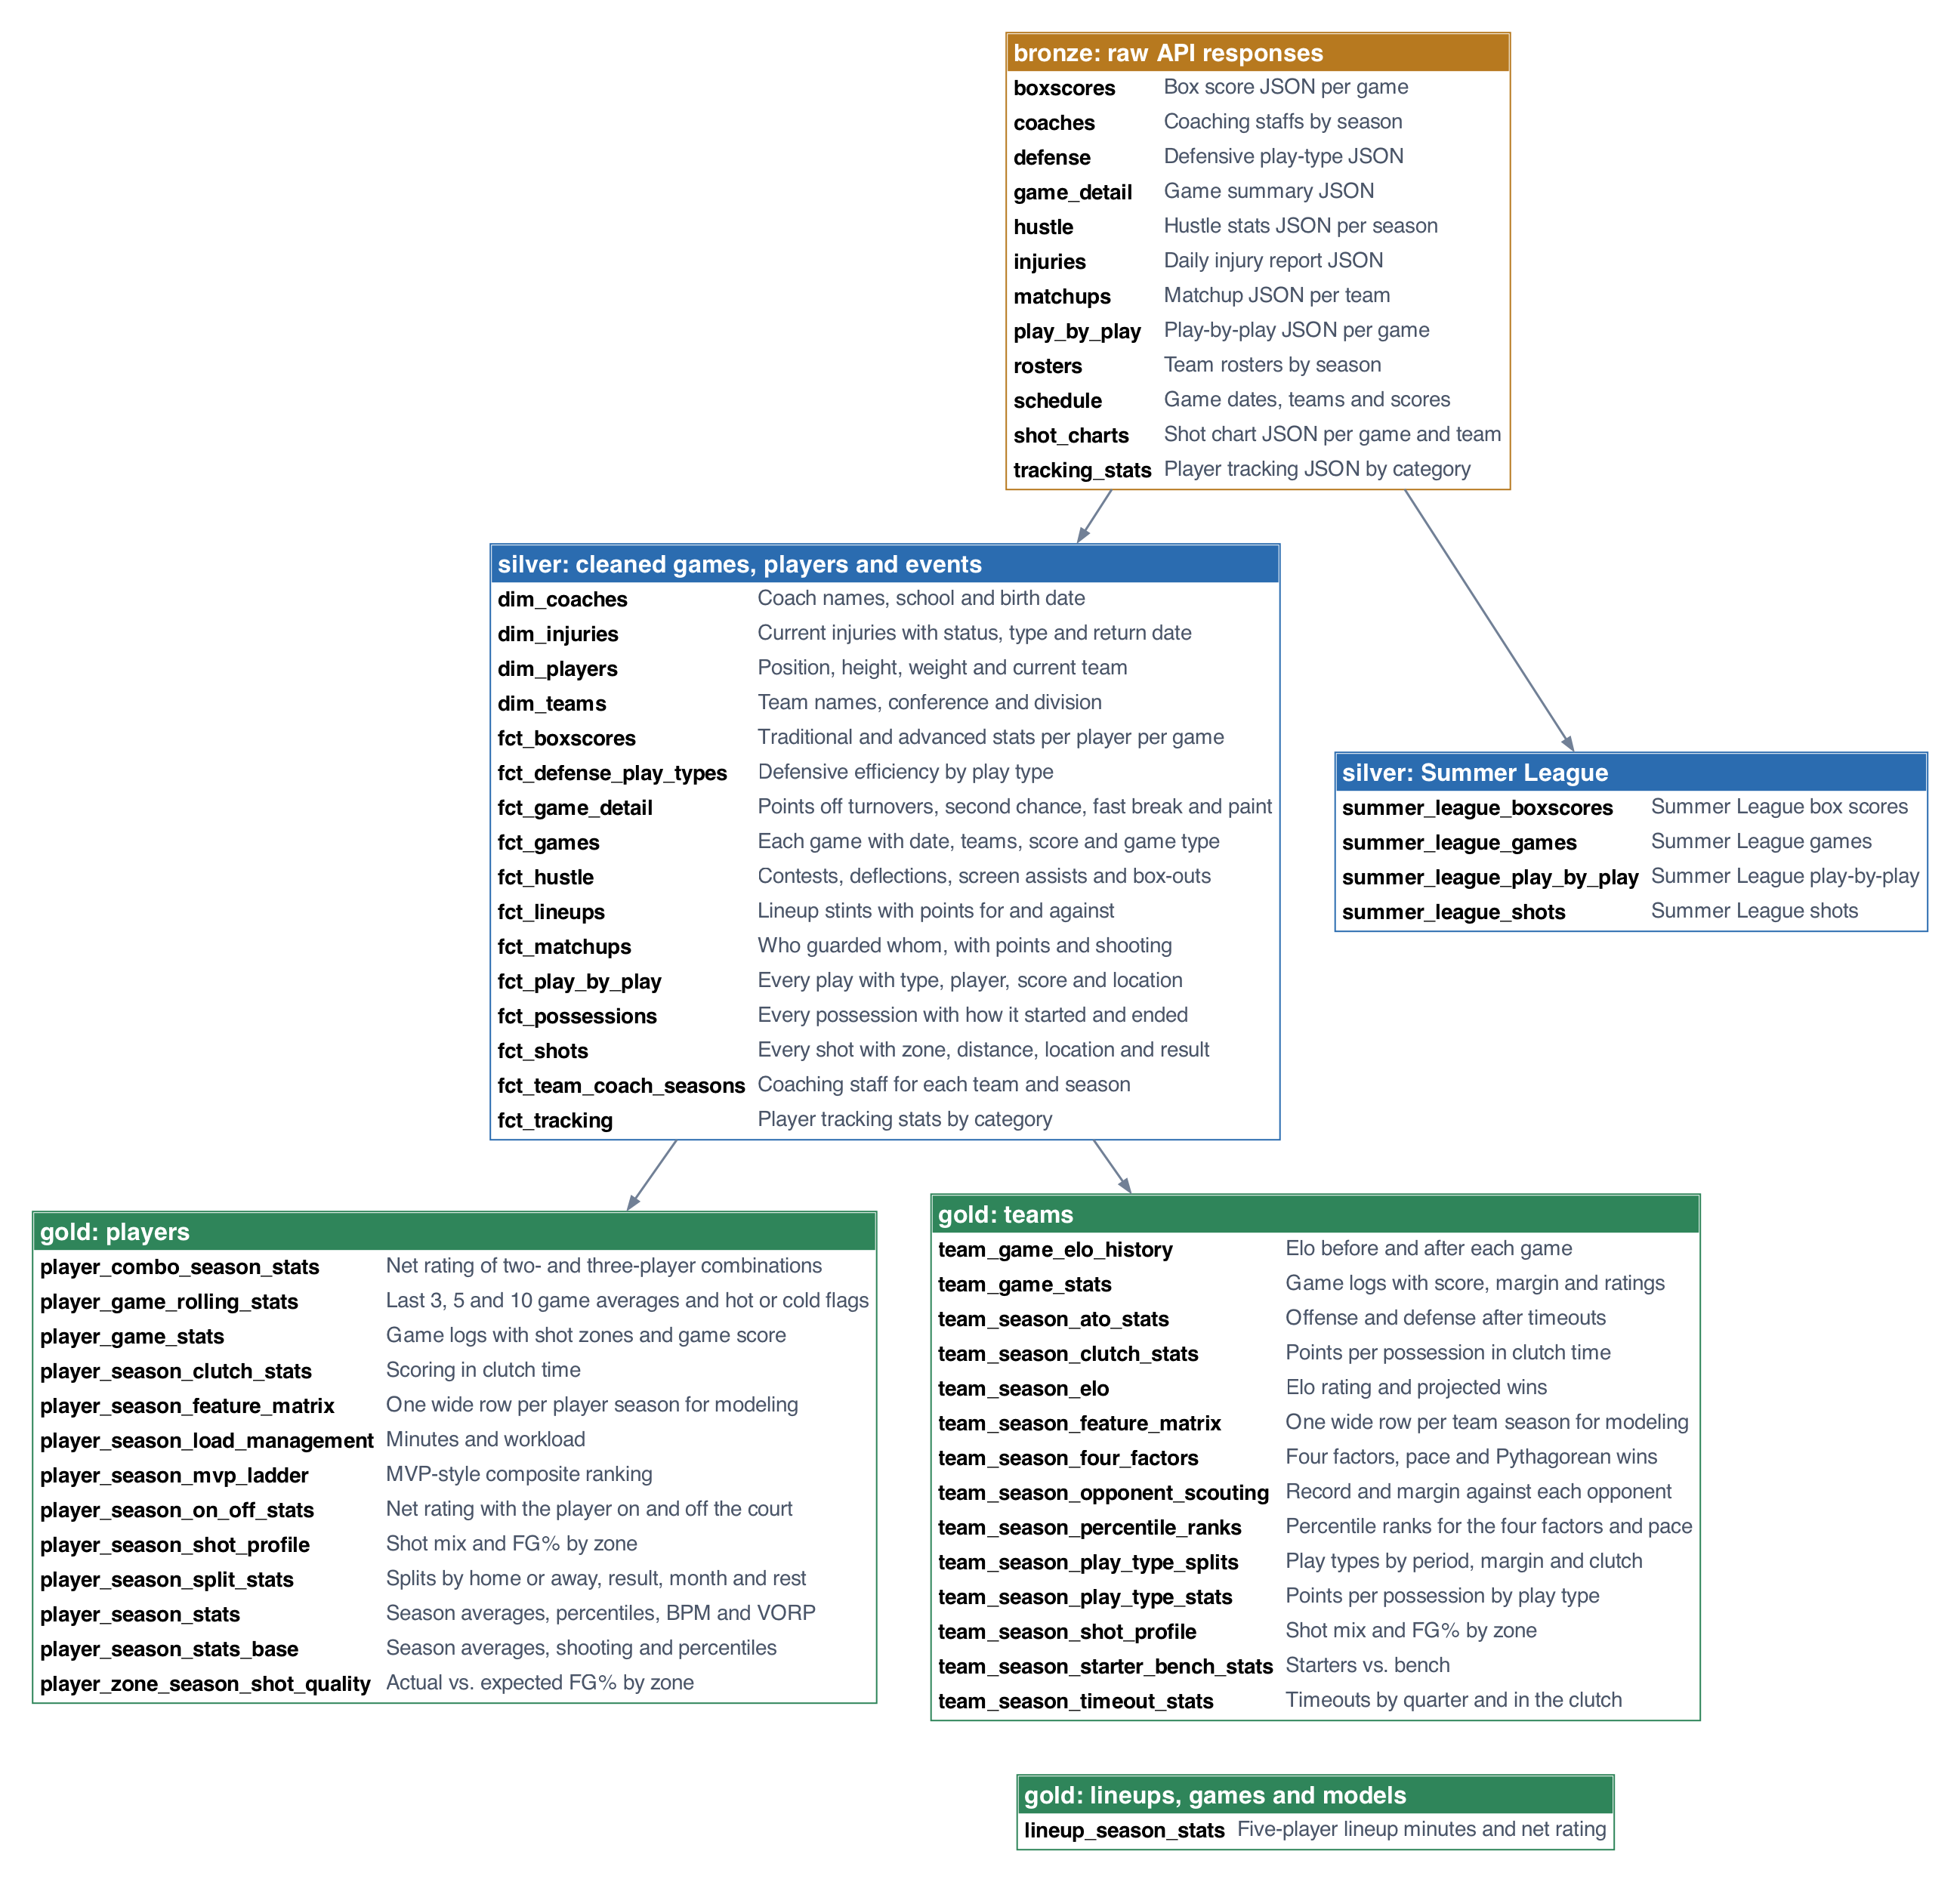 bronze: raw API responses
boxscores Box score JSON per game
coaches Coaching staffs by season
defense Defensive play-type JSON
game_detail Game summary JSON
hustle Hustle stats JSON per season
injuries Daily injury report JSON
matchups Matchup JSON per team
play_by_play Play-by-play JSON per game
rosters Team rosters by season
schedule Game dates, teams and scores
shot_charts Shot chart JSON per game and team
tracking_stats Player tracking JSON by category
silver: cleaned games, players and events
dim_coaches Coach names, school and birth date
dim_injuries Current injuries with status, type and return date
dim_players Position, height, weight and current team
dim_teams Team names, conference and division
fct_boxscores Traditional and advanced stats per player per game
fct_defense_play_types Defensive efficiency by play type
fct_game_detail Points off turnovers, second chance, fast break and paint
fct_games Each game with date, teams, score and game type
fct_hustle Contests, deflections, screen assists and box-outs
fct_lineups Lineup stints with points for and against
fct_matchups Who guarded whom, with points and shooting
fct_play_by_play Every play with type, player, score and location
fct_possessions Every possession with how it started and ended
fct_shots Every shot with zone, distance, location and result
fct_team_coach_seasons Coaching staff for each team and season
fct_tracking Player tracking stats by category
silver: Summer League
summer_league_boxscores Summer League box scores
summer_league_games Summer League games
summer_league_play_by_play Summer League play-by-play
summer_league_shots Summer League shots
gold: players
player_combo_season_stats Net rating of two- and three-player combinations
player_game_rolling_stats Last 3, 5 and 10 game averages and hot or cold flags
player_game_stats Game logs with shot zones and game score
player_season_clutch_stats Scoring in clutch time
player_season_feature_matrix One wide row per player season for modeling
player_season_load_management Minutes and workload
player_season_mvp_ladder MVP-style composite ranking
player_season_on_off_stats Net rating with the player on and off the court
player_season_shot_profile Shot mix and FG% by zone
player_season_split_stats Splits by home or away, result, month and rest
player_season_stats Season averages, percentiles, BPM and VORP
player_season_stats_base Season averages, shooting and percentiles
player_zone_season_shot_quality Actual vs. expected FG% by zone
gold: teams
team_game_elo_history Elo before and after each game
team_game_stats Game logs with score, margin and ratings
team_season_ato_stats Offense and defense after timeouts
team_season_clutch_stats Points per possession in clutch time
team_season_elo Elo rating and projected wins
team_season_feature_matrix One wide row per team season for modeling
team_season_four_factors Four factors, pace and Pythagorean wins
team_season_opponent_scouting Record and margin against each opponent
team_season_percentile_ranks Percentile ranks for the four factors and pace
team_season_play_type_splits Play types by period, margin and clutch
team_season_play_type_stats Points per possession by play type
team_season_shot_profile Shot mix and FG% by zone
team_season_starter_bench_stats Starters vs. bench
team_season_timeout_stats Timeouts by quarter and in the clutch
gold: lineups, games and models
lineup_season_stats Five-player lineup minutes and net rating